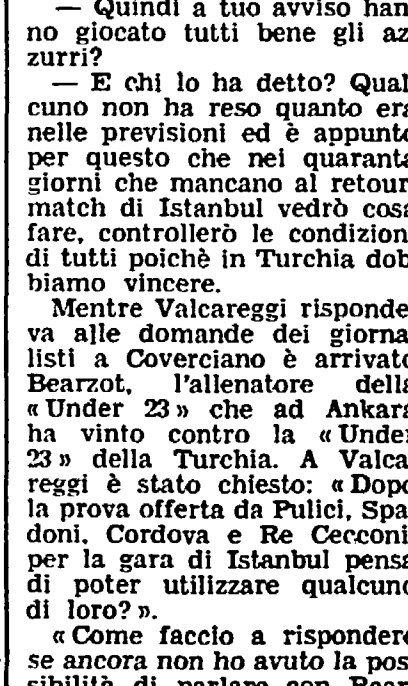 — Quindi a tuo avviso han
no giocato tutti bene gli az
zurri?
— E chi lo ha detto? Qual
cuno non ha reso quanto era
nelle previsioni ed è appunto
per questo che nei quaranta
giorni che mancano al retour
match di Istanbul vedrò cosa
fare, controllerò le condizion
di tutti poichè in Turchia dob
biamo vincere.
Mentre Valcareggi risponde
va alle domande dei giorna
listi a Coverciano è arrivato
Bearzot, l'allenatore della
« Under 23 » che ad Ankara
ha vinto contro la « Under
23 » della Turchia. A Valca
reggi è stato chiesto: « Dopo
la prova offerta da Pulici, Spa
doni, Cordova e Re Cecconi
per la gara di Istanbul pensa
di poter utilizzare qualcuno
di loro? ».
« Come faccio a rispondere
se ancora non ho avuto la pos
sibilità di parlare con Bear